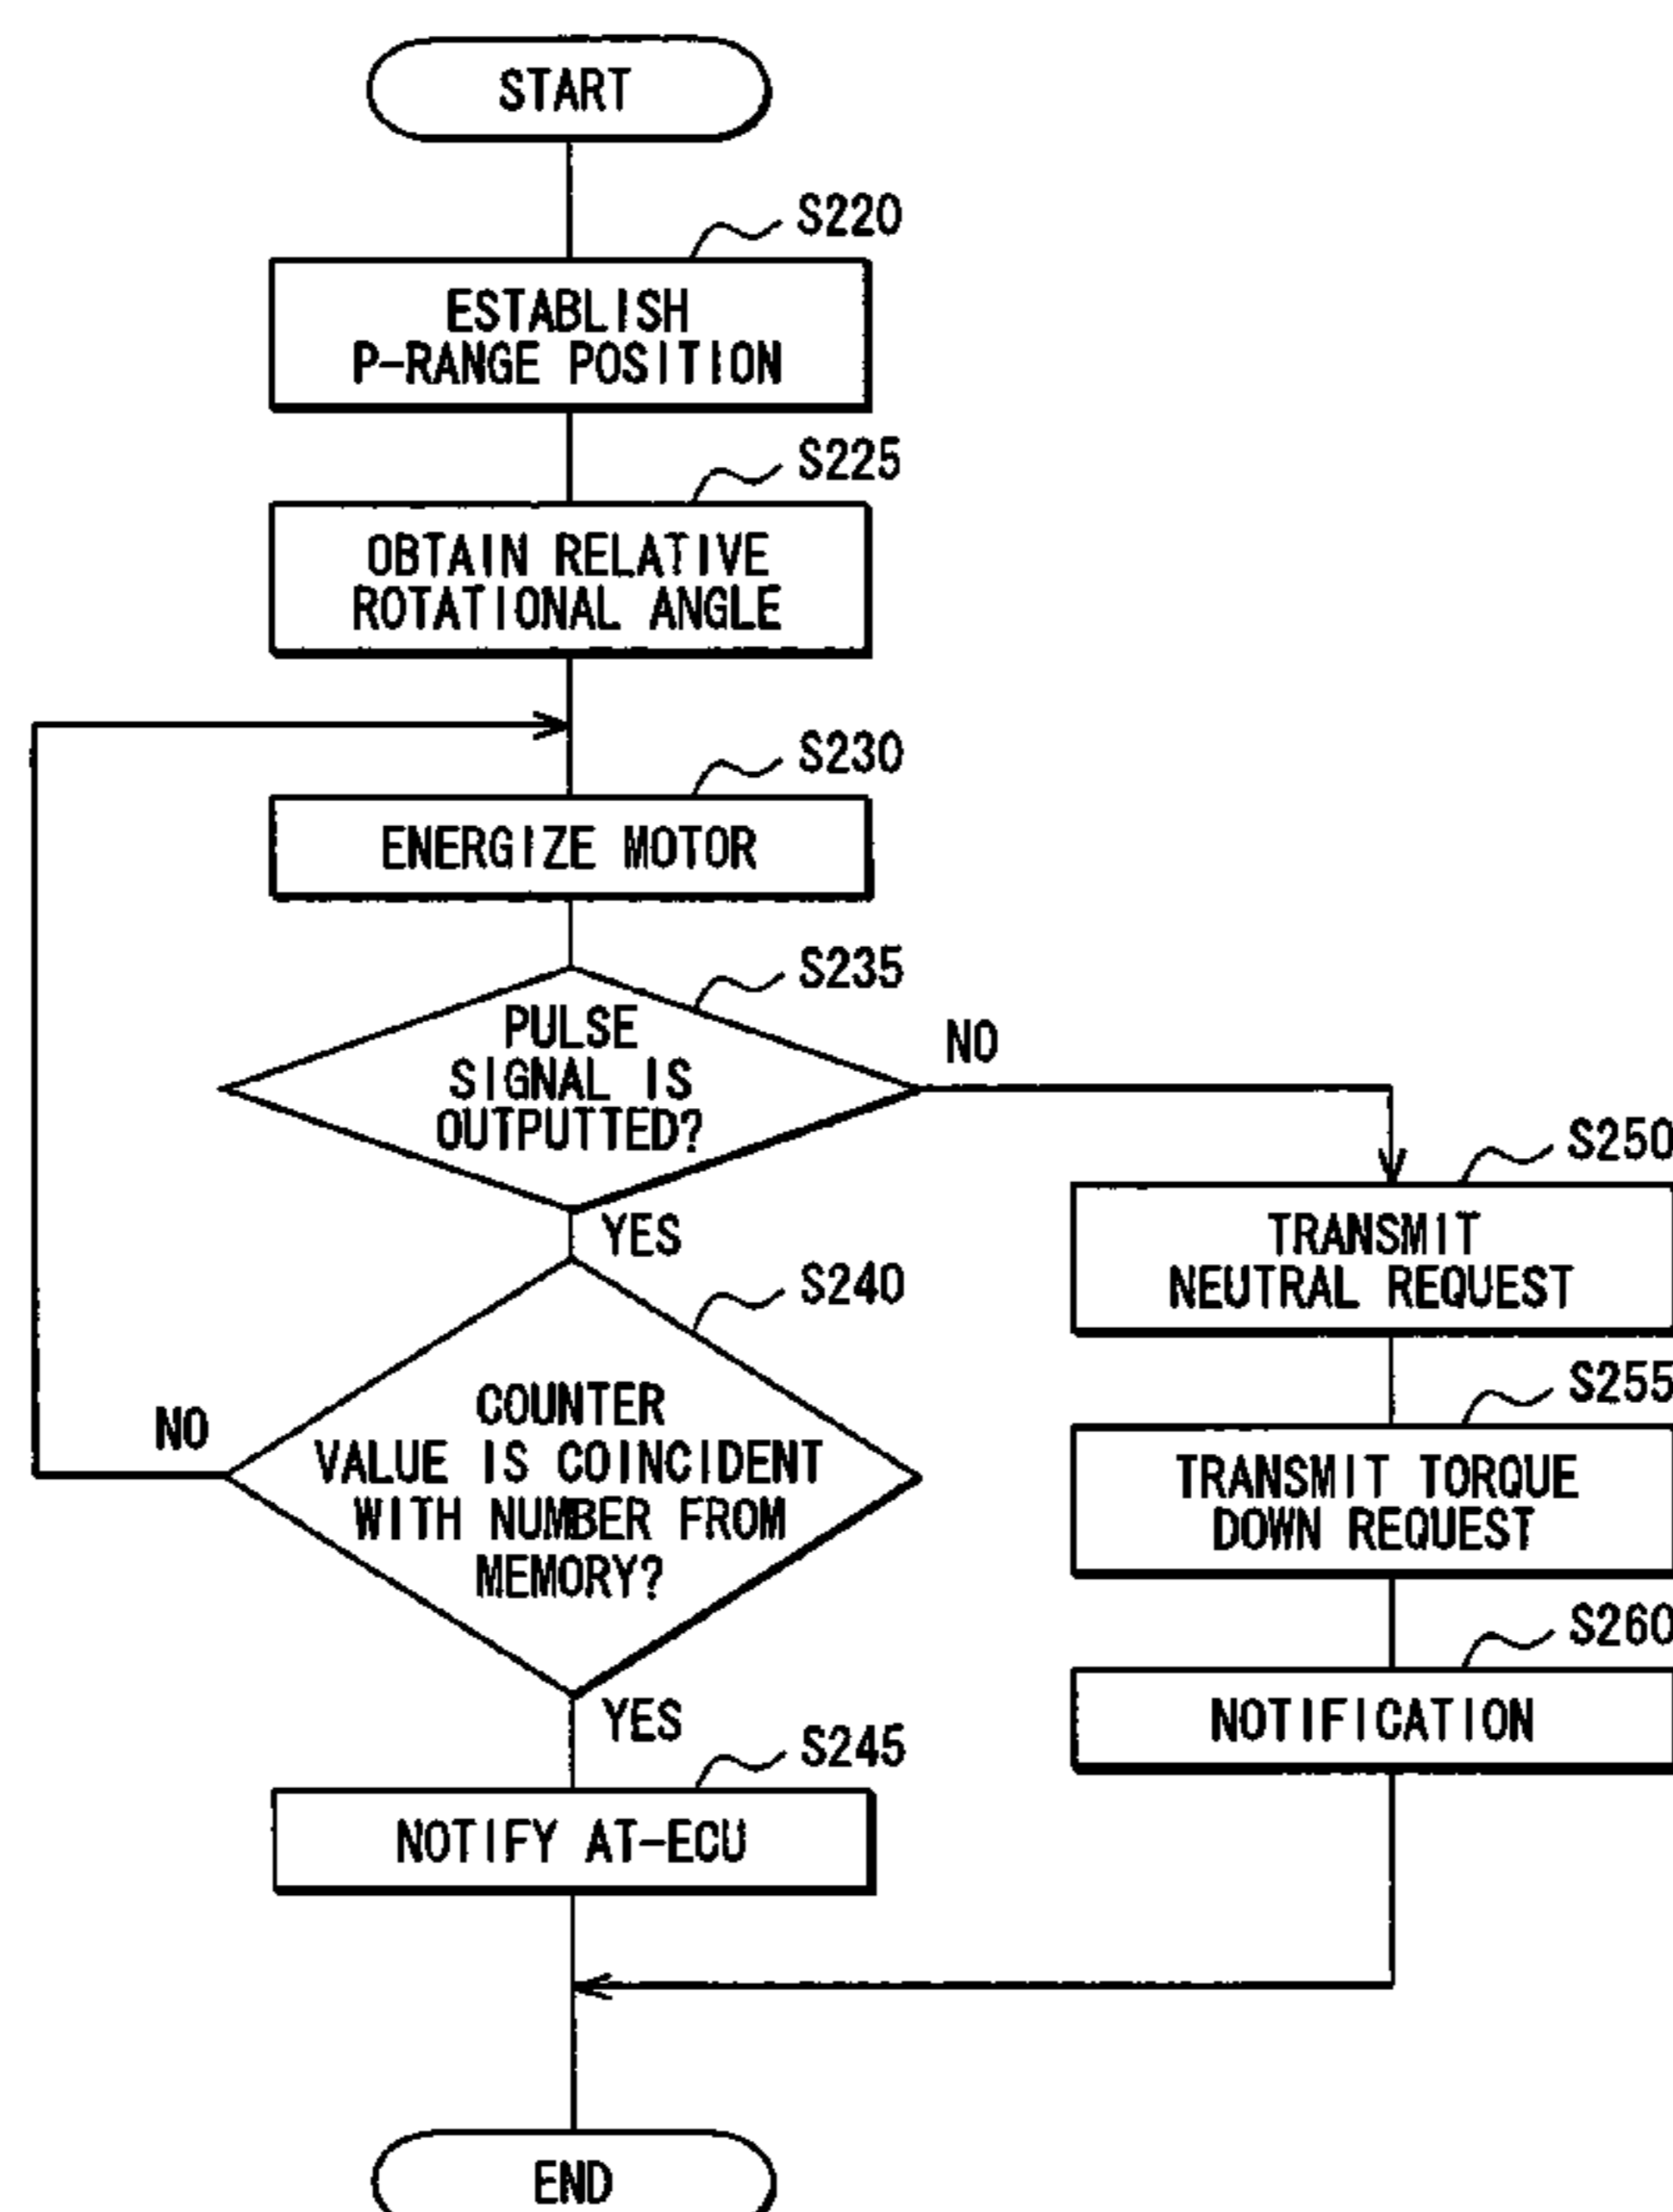 START
S220
ESTABLISH
P-RANGE POSITION
S225
OBTAIN RELATIVE
ROTATIONAL ANGLE
S230
ENERGIZE MOTOR
S235
PULSE
SIGNAL IS
OUTPUTTED?
NO
YES
S240
COUNTER
VALUE IS COINCIDENT
WITH NUMBER FROM
MEMORY?
NO
YES
S245
NOTIFY AT-ECU
S250
TRANSMIT
NEUTRAL REQUEST
S255
TRANSMIT TORQUE
DOWN REQUEST
S260
NOTIFICATION
END